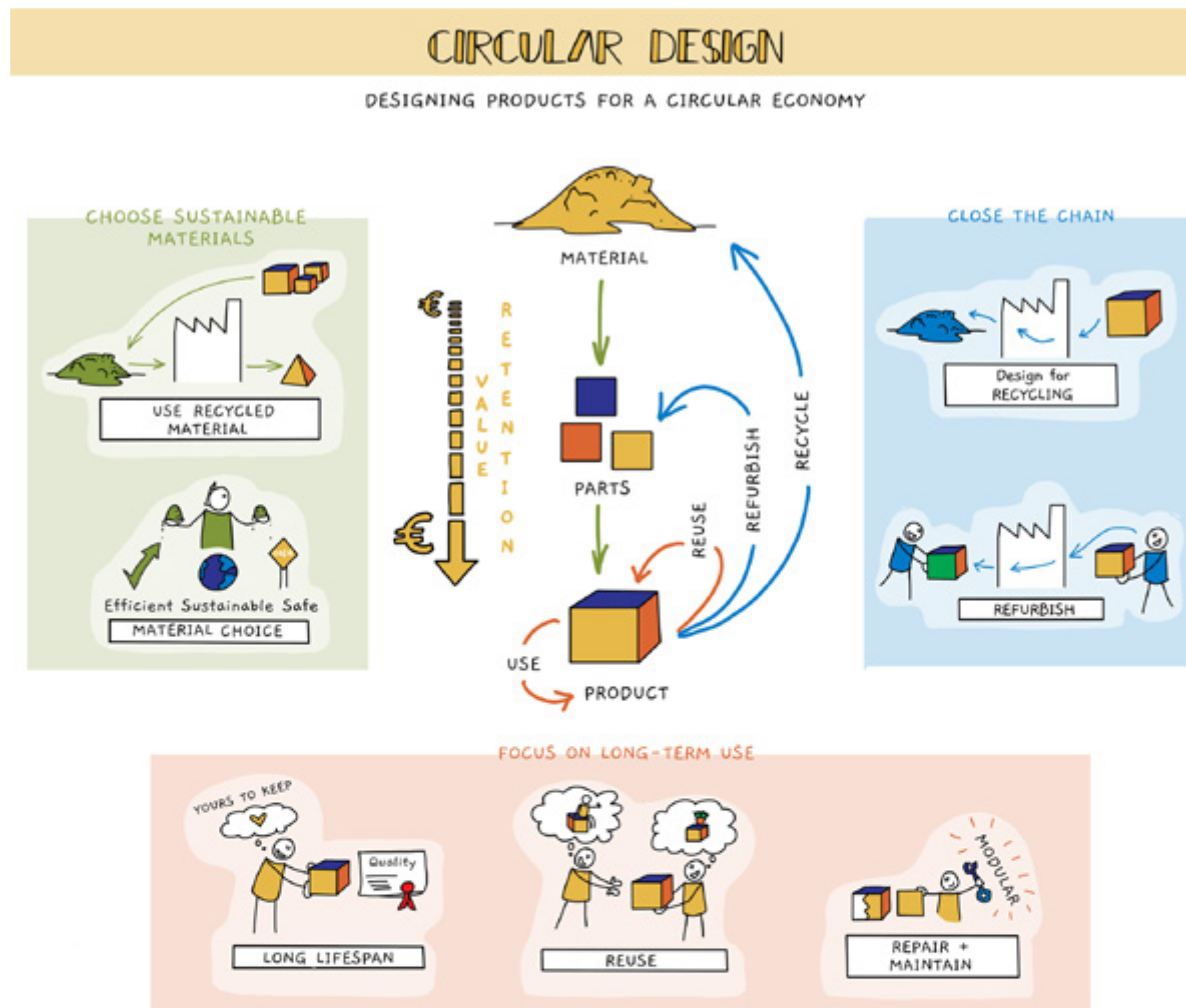 CIRCULAR DESIGN
DESIGNING PRODUCTS FOR A CIRCULAR ECONOMY
CHOOSE SUSTAINABLE
MATERIALS
USE RECYCLED
MATERIAL
Efficient Sustainable Safe
MATERIAL CHOICE
€
VALUE
RETENTION
€
MATERIAL
PARTS
PRODUCT
USE
REUSE
REFURBISH
RECYCLE
CLOSE THE CHAIN
Design for
RECYCLING
REFURBISH
FOCUS ON LONG-TERM USE
YOURS TO KEEP
Quality
LONG LIFESPAN
REUSE
MODULAR
REPAIR +
MAINTAIN